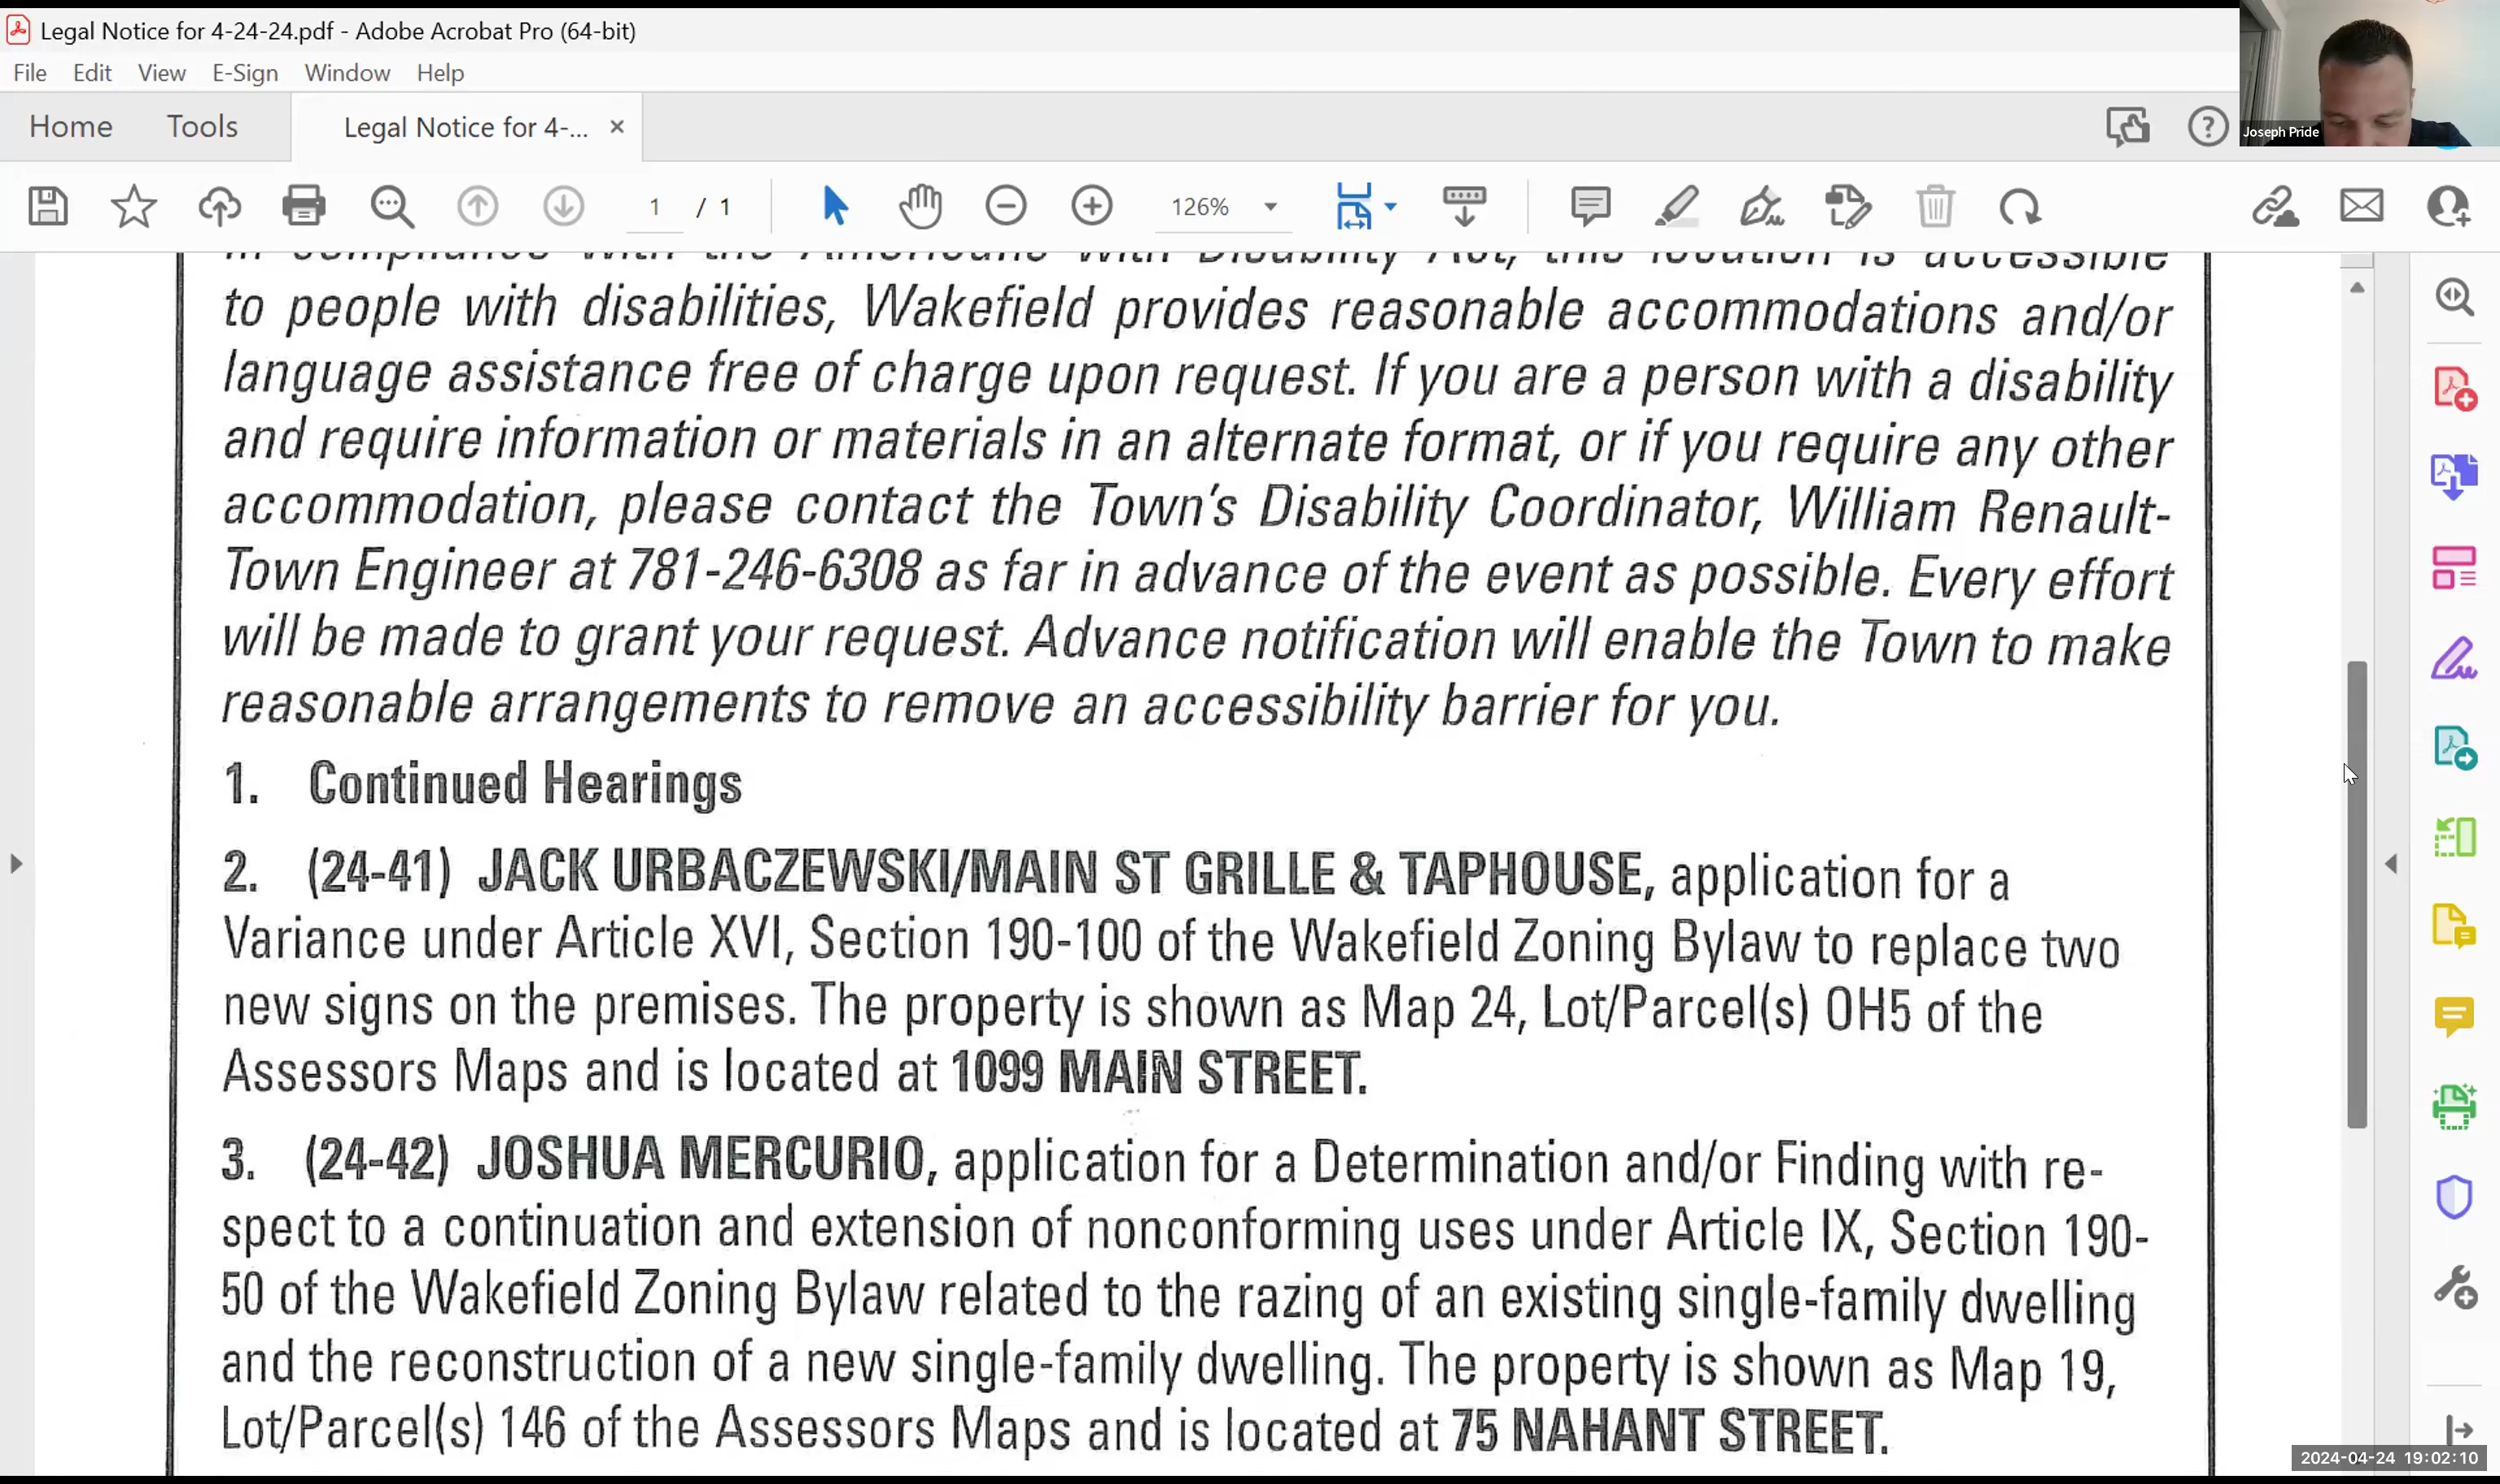 Legal Notice for 4-24-24.pdf - Adobe Acrobat Pro (64-bit)
File Edit View E-Sign Window Help
Home Tools Legal Notice for 4-... ×
Joseph Pride
1 / 1 126%
in compliance with the Americans with Disability Act, this location is accessible
to people with disabilities, Wakefield provides reasonable accommodations and/or
language assistance free of charge upon request. If you are a person with a disability
and require information or materials in an alternate format, or if you require any other
accommodation, please contact the Town's Disability Coordinator, William Renault-
Town Engineer at 781-246-6308 as far in advance of the event as possible. Every effort
will be made to grant your request. Advance notification will enable the Town to make
reasonable arrangements to remove an accessibility barrier for you.
1. Continued Hearings
2. (24-41) JACK URBACZEWSKI/MAIN ST GRILLE & TAPHOUSE, application for a
Variance under Article XVI, Section 190-100 of the Wakefield Zoning Bylaw to replace two
new signs on the premises. The property is shown as Map 24, Lot/Parcel(s) OH5 of the
Assessors Maps and is located at 1099 MAIN STREET.
3. (24-42) JOSHUA MERCURIO, application for a Determination and/or Finding with re-
spect to a continuation and extension of nonconforming uses under Article IX, Section 190-
50 of the Wakefield Zoning Bylaw related to the razing of an existing single-family dwelling
and the reconstruction of a new single-family dwelling. The property is shown as Map 19,
Lot/Parcel(s) 146 of the Assessors Maps and is located at 75 NAHANT STREET.
2024-04-24 19:02:10